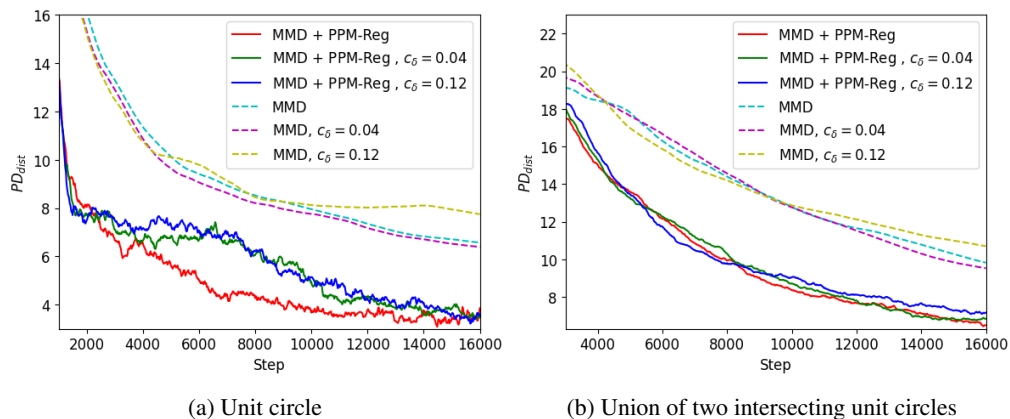 16
14
12
10
8
6
4
PD_dist
2000 4000 6000 8000 10000 12000 14000 16000
Step
MMD + PPM-Reg
MMD + PPM-Reg , c_δ = 0.04
MMD + PPM-Reg , c_δ = 0.12
MMD
MMD, c_δ = 0.04
MMD, c_δ = 0.12
(a) Unit circle
22
20
18
16
14
12
10
8
PD_dist
4000 6000 8000 10000 12000 14000 16000
Step
MMD + PPM-Reg
MMD + PPM-Reg , c_δ = 0.04
MMD + PPM-Reg , c_δ = 0.12
MMD
MMD, c_δ = 0.04
MMD, c_δ = 0.12
(b) Union of two intersecting unit circles